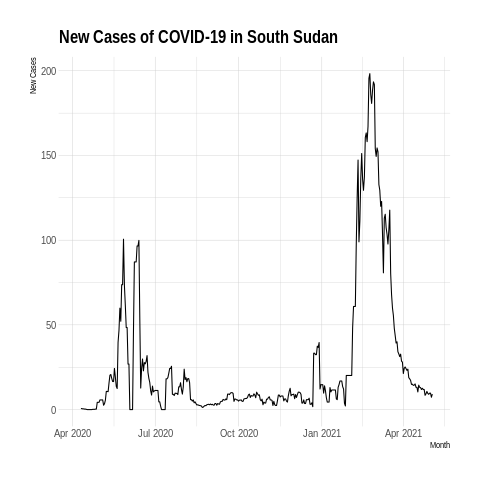 New Cases of COVID-19 in South Sudan
New Cases
200
150
100
50
0
Apr 2020 Jul 2020 Oct 2020 Jan 2021 Apr 2021
Month